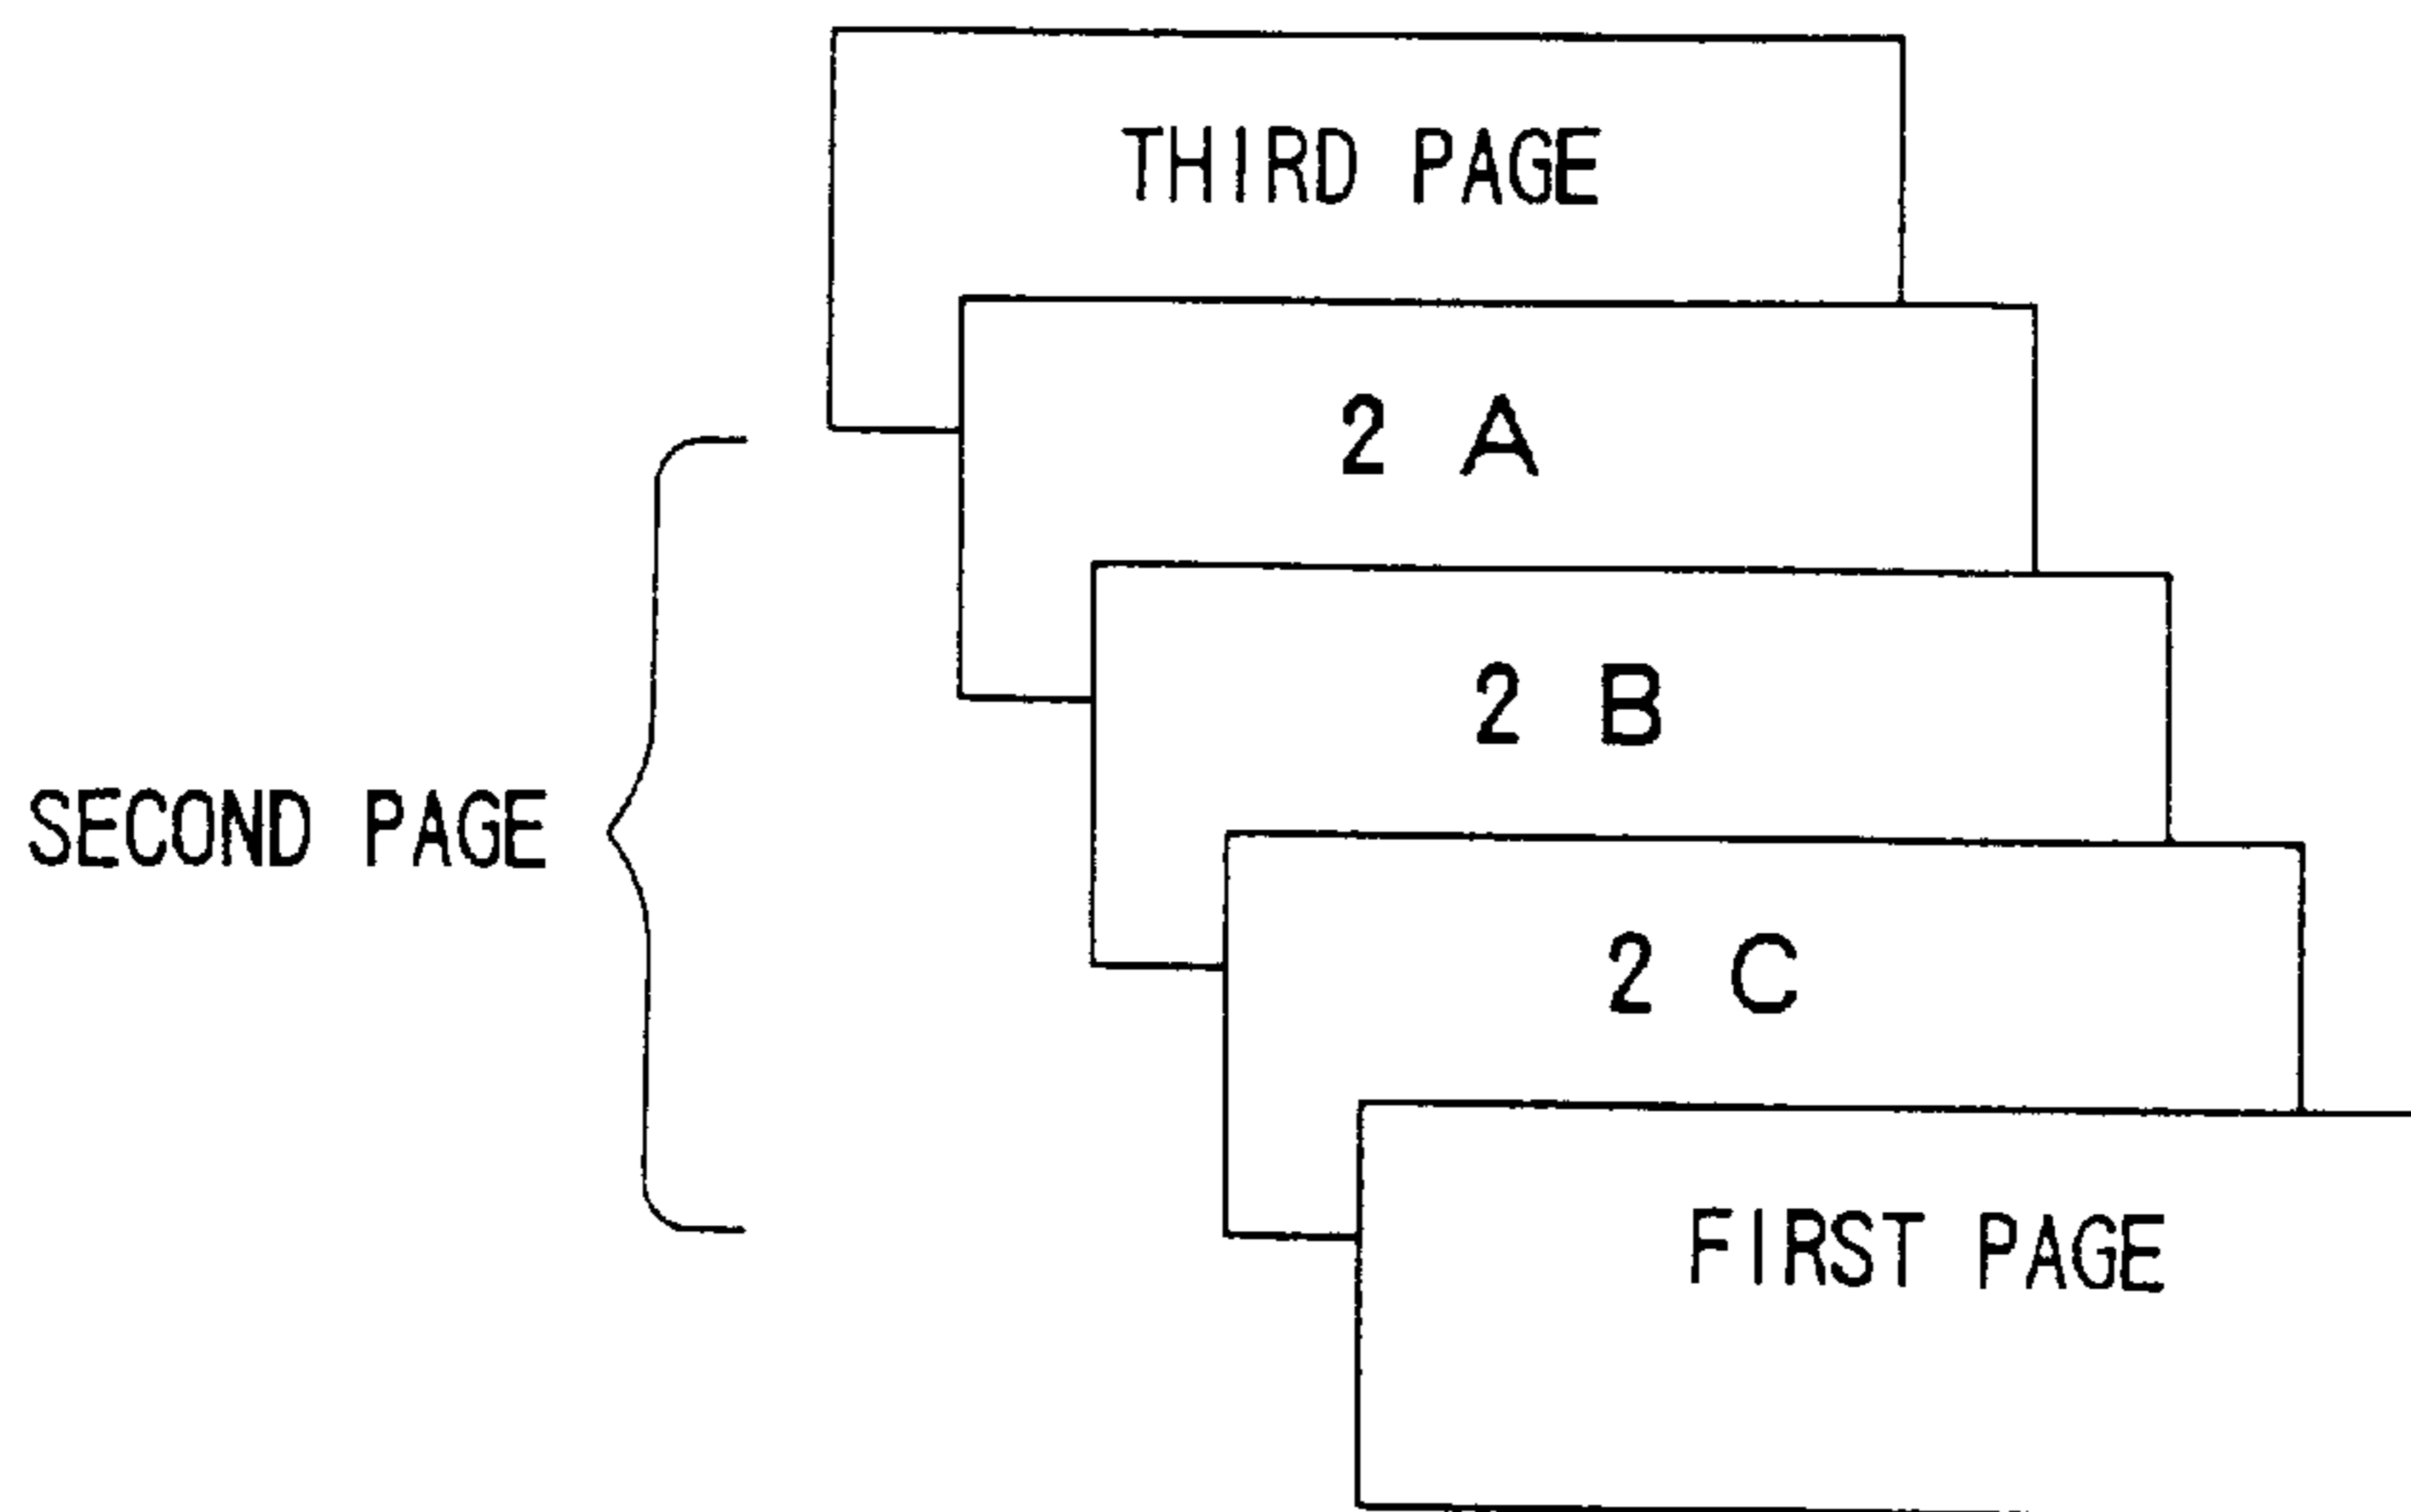 THIRD PAGE
2 A
2 B
SECOND PAGE
2 C
FIRST PAGE